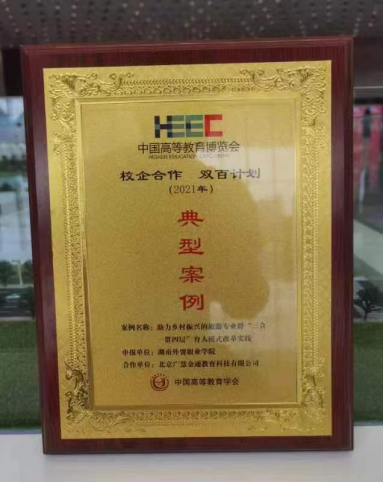 HEEC
中国高等教育博览会
HIGHER EDUCATION EXPO CHINA
校企合作 双百计划
(2021年)
典型案例
案例名称：助力乡村振兴的旅游专业群“三合
一贯四层”育人模式改革实践
申报单位：湖南外贸职业学院
合作单位：北京广慧金通教育科技有限公司
中国高等教育学会